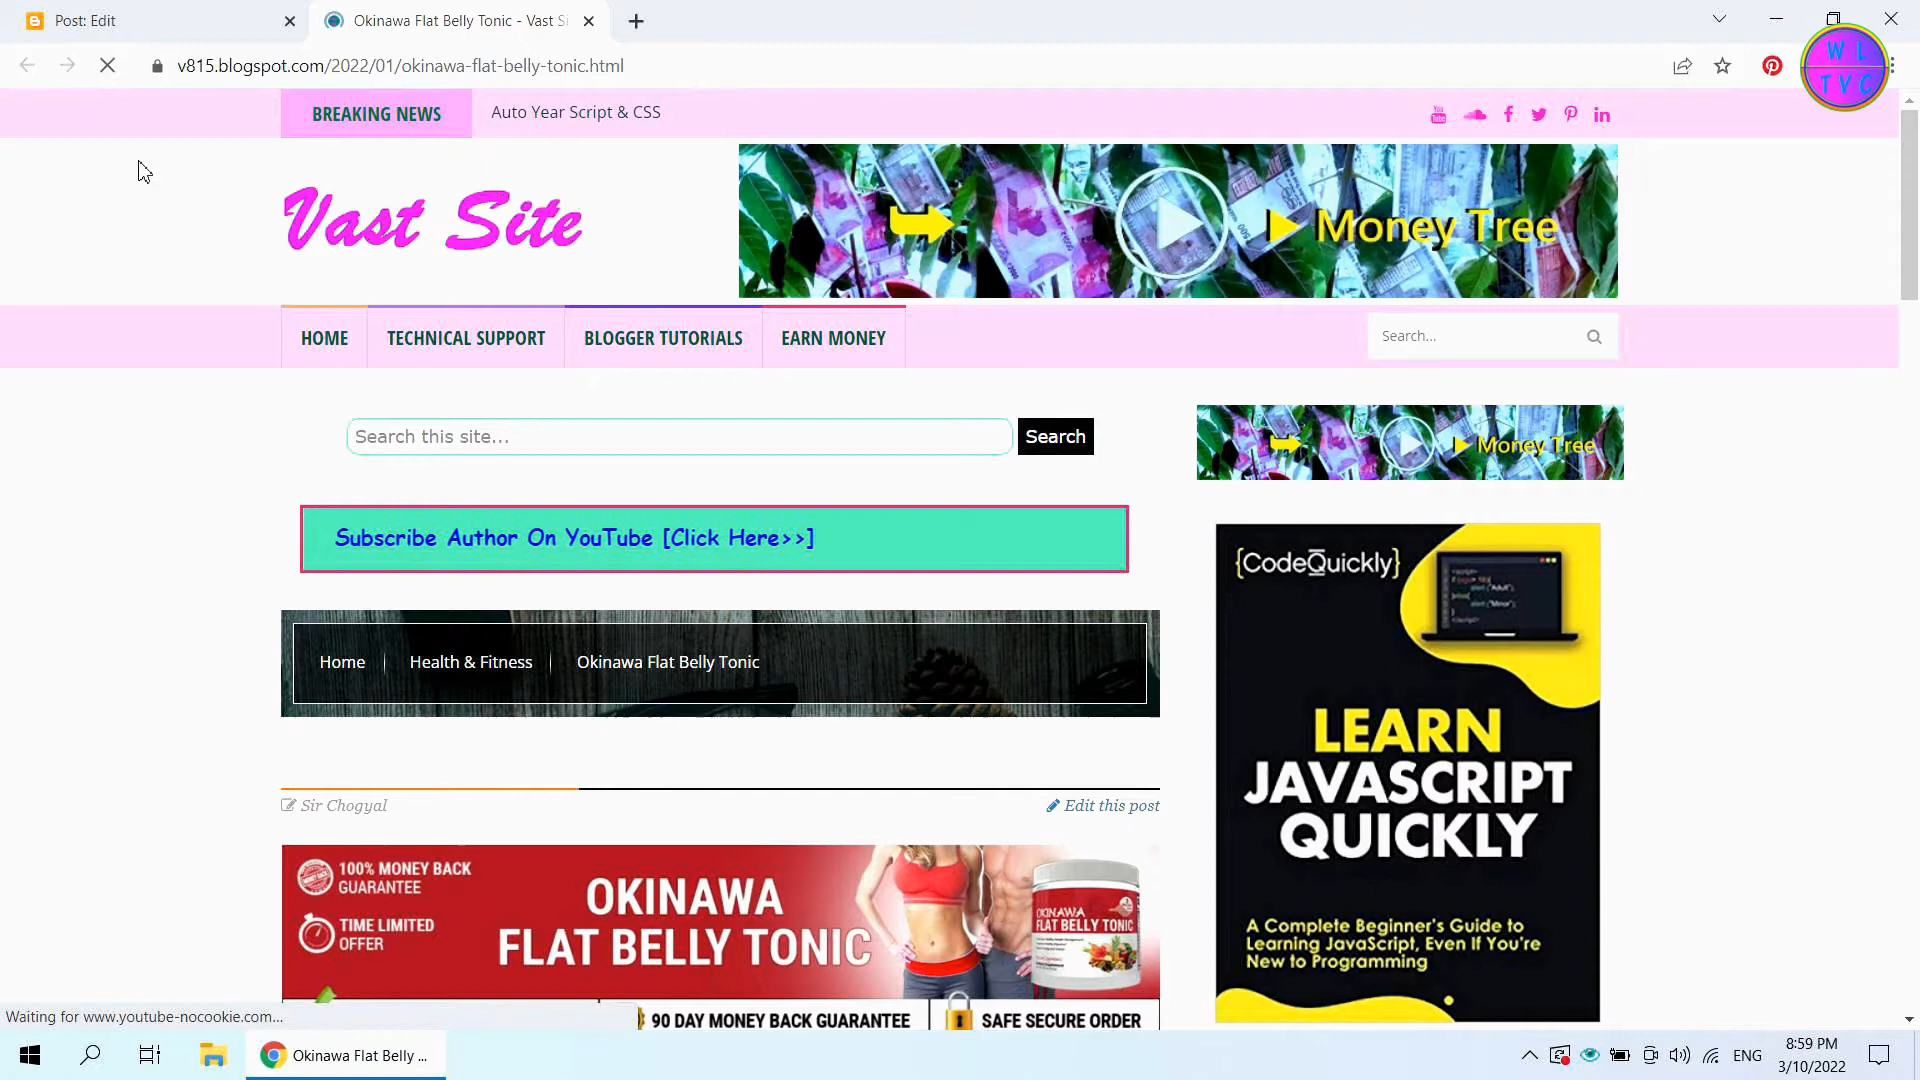 Post: Edit
Okinawa Flat Belly Tonic - Vast Si
v815.blogspot.com/2022/01/okinawa-flat-belly-tonic.html
W L
T V C
BREAKING NEWS
Auto Year Script & CSS
Vast Site
Money Tree
HOME
TECHNICAL SUPPORT
BLOGGER TUTORIALS
EARN MONEY
Search...
Search this site...
Search
Money Tree
Subscribe Author On YouTube [Click Here>>]
{CodeQuickly}
Home
Health & Fitness
Okinawa Flat Belly Tonic
LEARN
JAVASCRIPT
QUICKLY
Sir Chogyal
Edit this post
100% MONEY BACK
GUARANTEE
TIME LIMITED
OFFER
OKINAWA
FLAT BELLY TONIC
OKINAWA
FLAT BELLY TONIC
A Complete Beginner's Guide to
Learning JavaScript, Even If You're
New to Programming
90 DAY MONEY BACK GUARANTEE
SAFE SECURE ORDER
Waiting for www.youtube-nocookie.com...
Okinawa Flat Belly ...
ENG
8:59 PM
3/10/2022